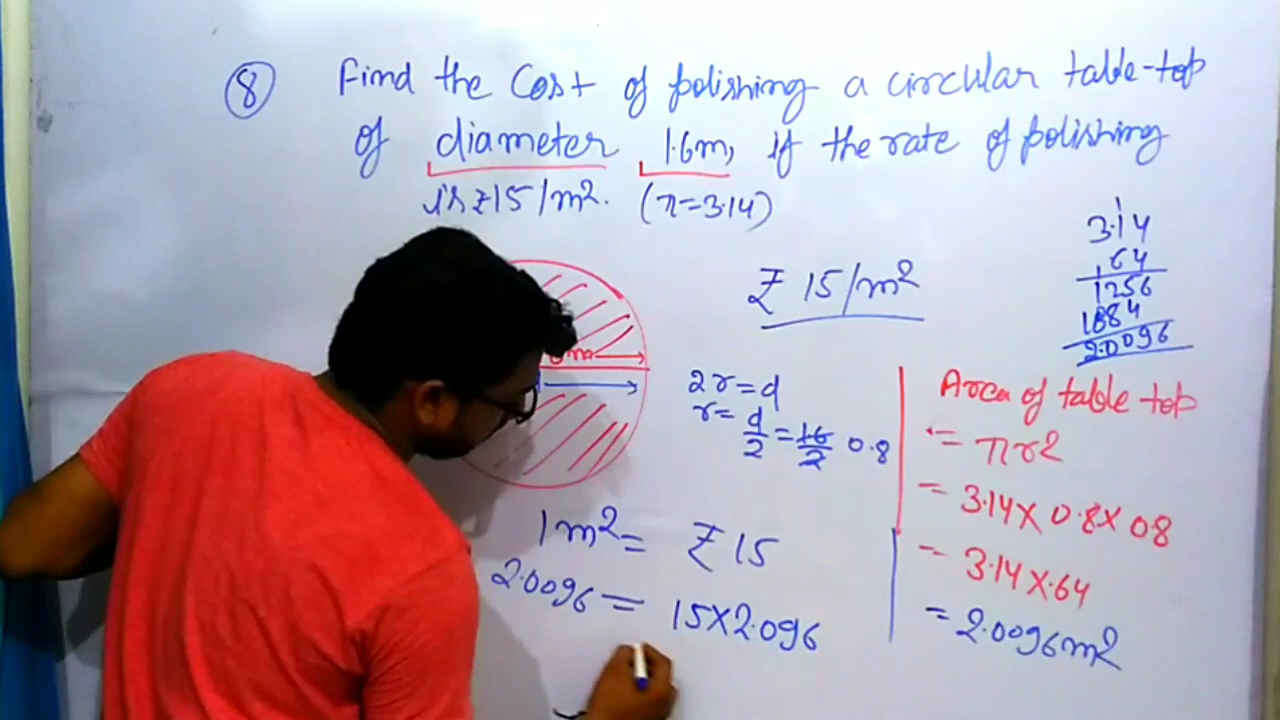 ⑧ Find the Cost of polishing a circular table-top
of diameter 1.6m, if the rate of polishing
is ₹15/m². (π=3.14)
₹ 15/m²
1
3.14
.64
1256
1884
2.0096
2r=d
r= d/2 = 16/2 0.8
1m² = ₹ 15
2.0096 = 15×2.096
Area of table top
= πr2
= 3.14× 0.8× 0.8
= 3.14×.64
= 2.0096m²